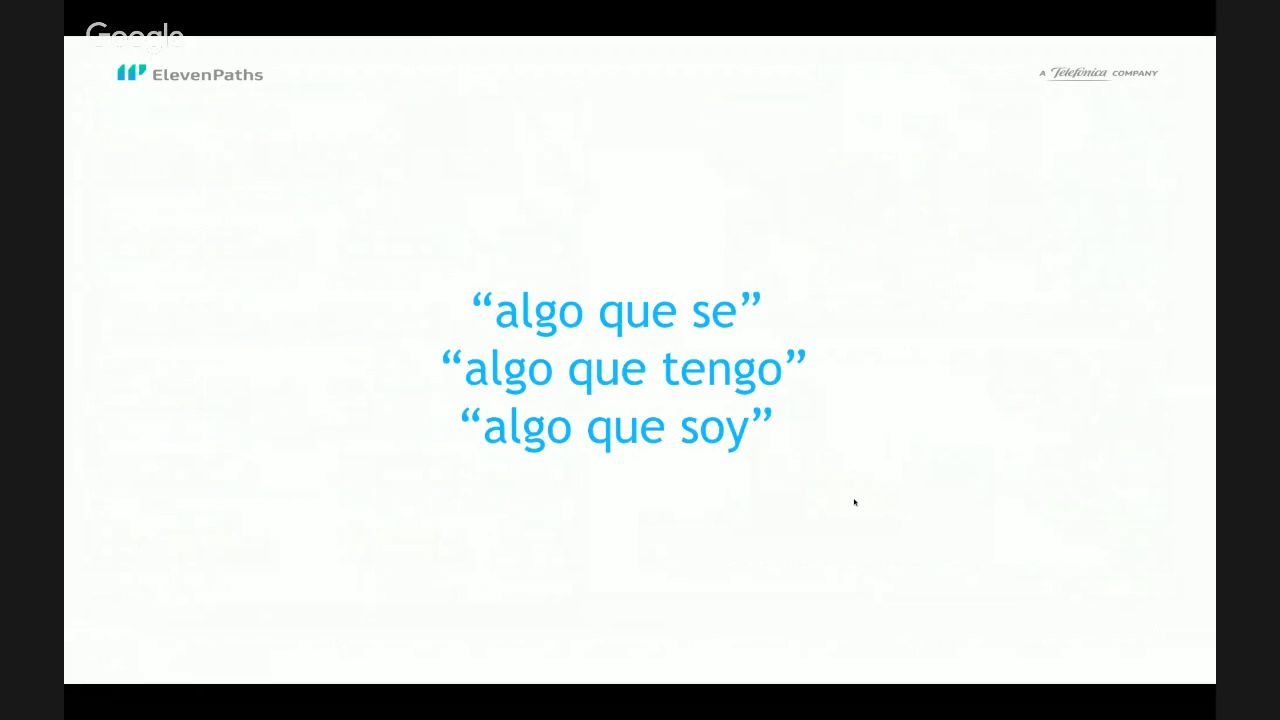 Google
ElevenPaths
A Telefónica COMPANY
“algo que se”
“algo que tengo”
“algo que soy”